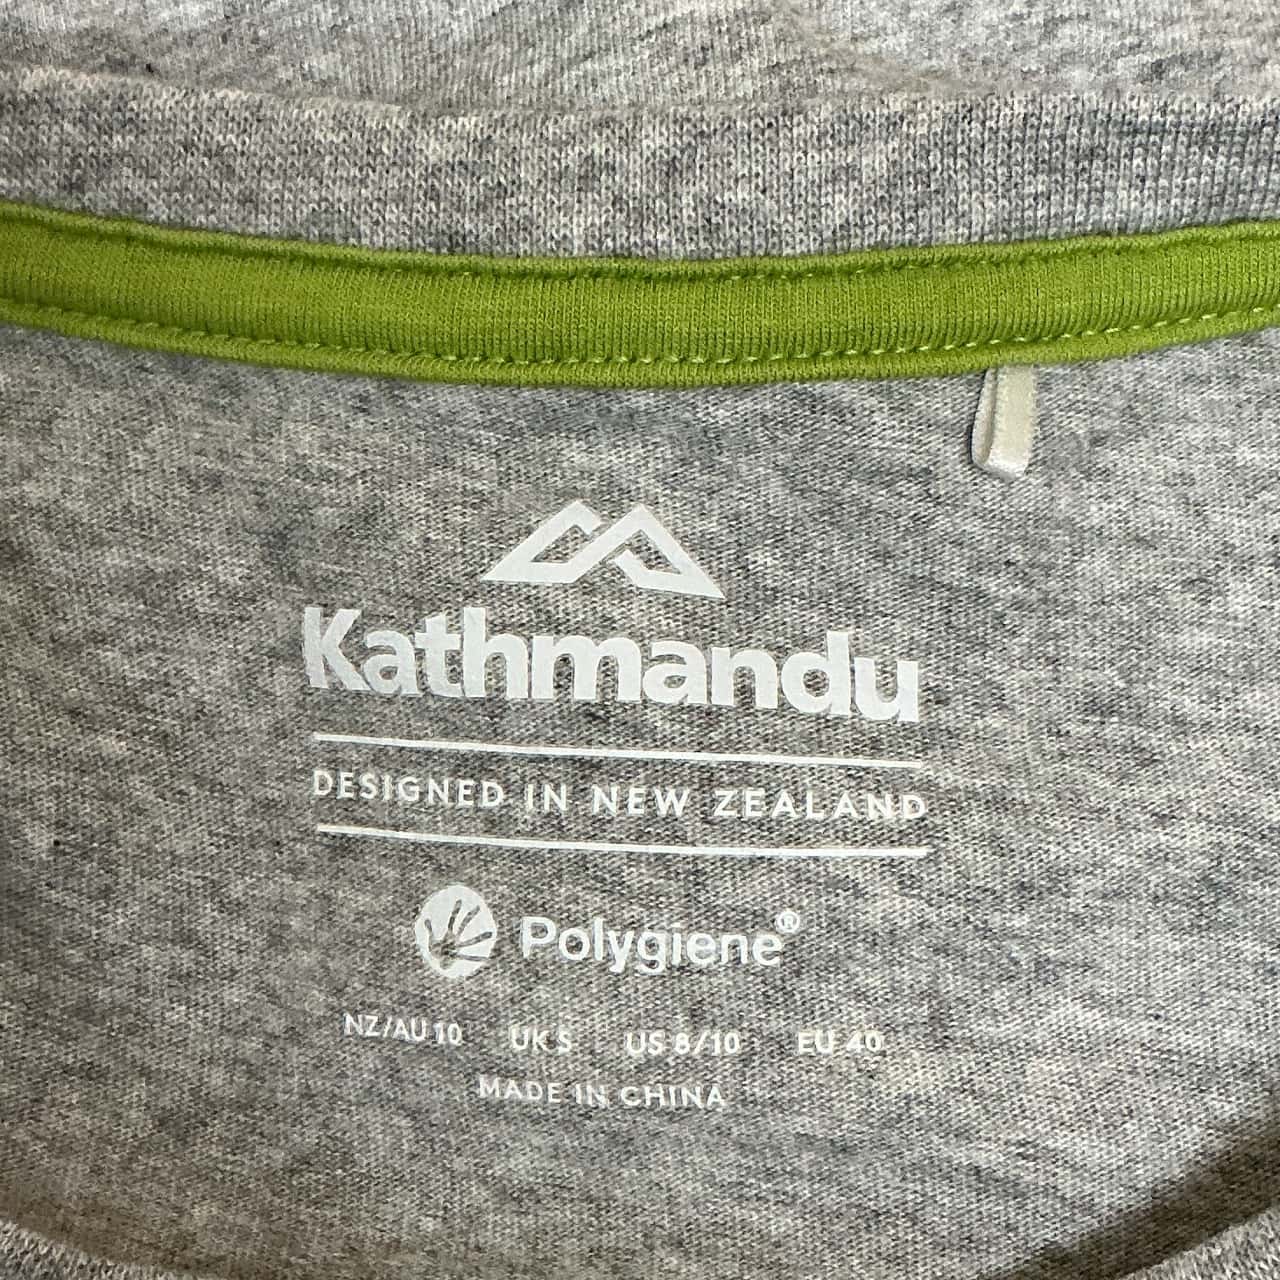 Kathmandu
DESIGNED IN NEW ZEALAND
Polygiene®
NZ/AU 10 UK S US 8/10 EU 40
MADE IN CHINA